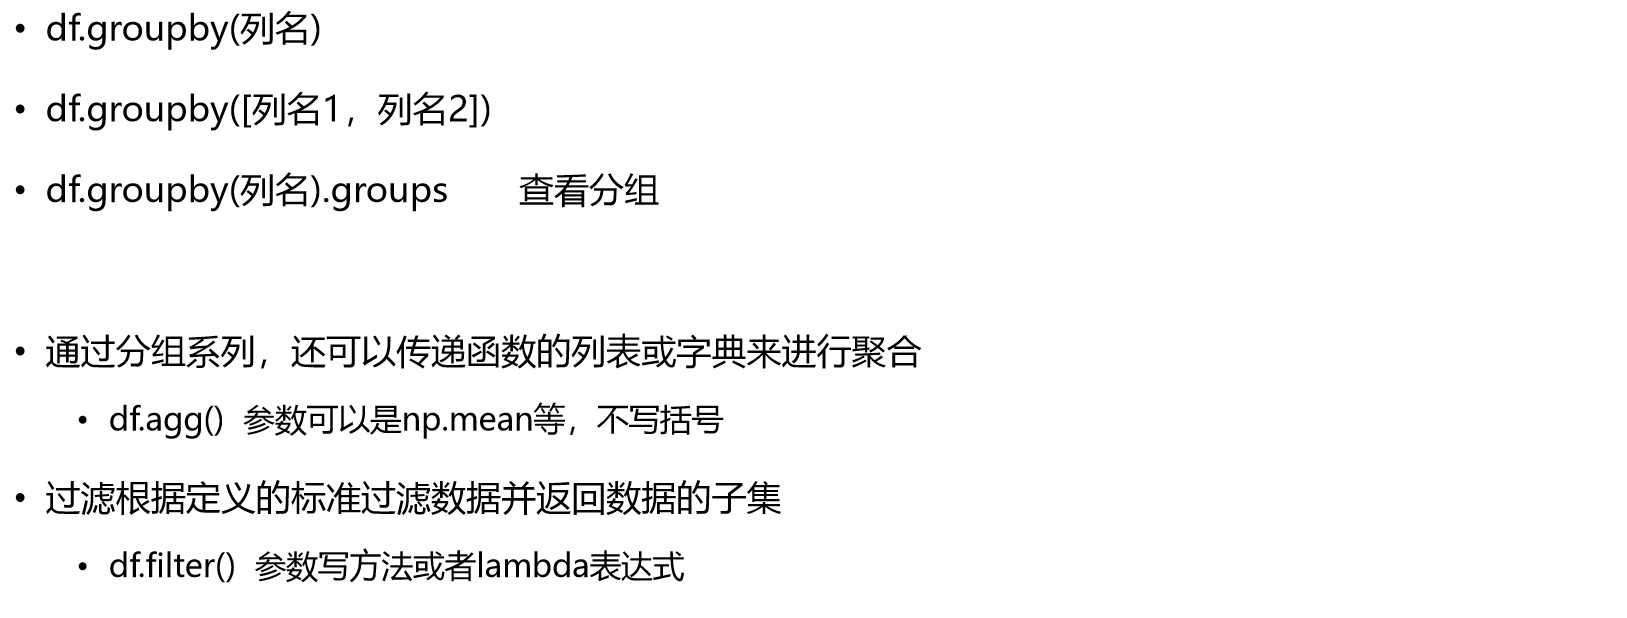 • df.groupby(列名)
• df.groupby([列名1，列名2])
• df.groupby(列名).groups 查看分组
• 通过分组系列，还可以传递函数的列表或字典来进行聚合
• df.agg() 参数可以是np.mean等，不写括号
• 过滤根据定义的标准过滤数据并返回数据的子集
• df.filter() 参数写方法或者lambda表达式